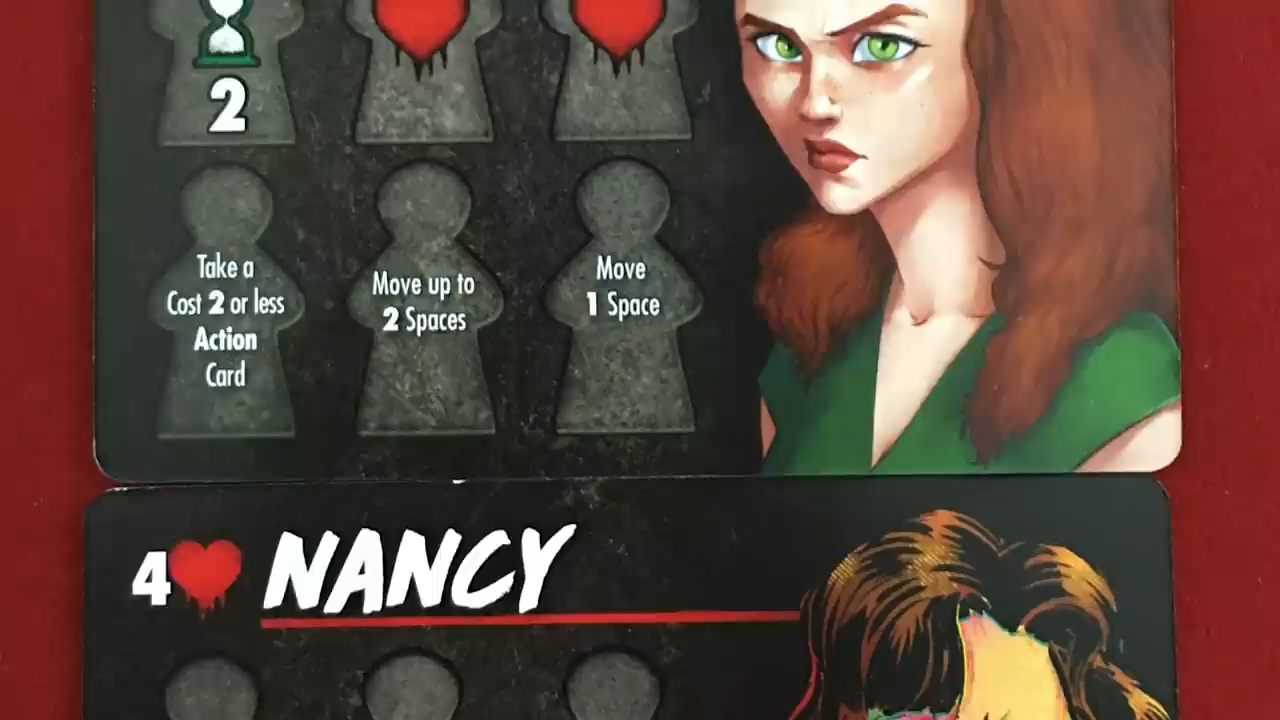 2
Take a
Cost 2 or less
Action
Card
Move up to
2 Spaces
Move
1 Space
4 NANCY